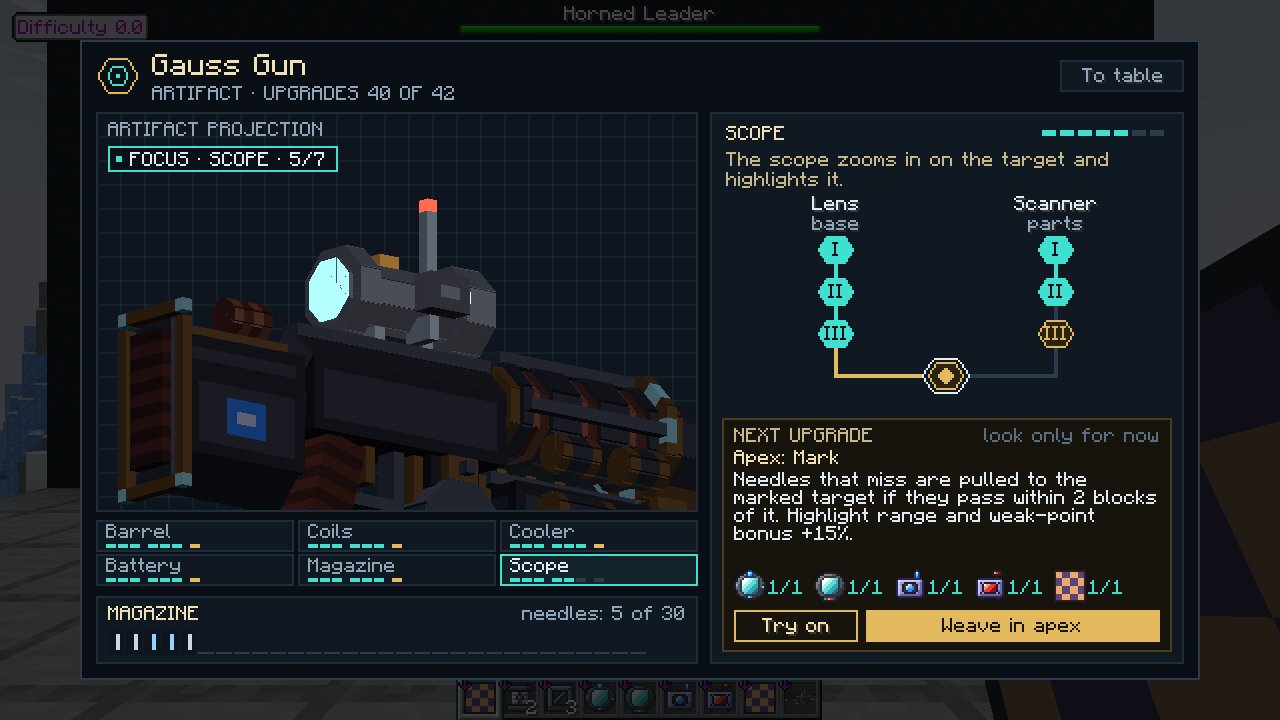 Horned Leader
Difficulty 0.0
Gauss Gun
ARTIFACT · UPGRADES 40 OF 42
To table
ARTIFACT PROJECTION
FOCUS · SCOPE · 5/7
SCOPE
The scope zooms in on the target and
highlights it.
Lens
base
I
II
III
Scanner
parts
I
II
III
NEXT UPGRADE
look only for now
Apex: Mark
Needles that miss are pulled to the
marked target if they pass within 2 blocks
of it. Highlight range and weak-point
bonus +15%.
1/1 1/1 1/1 1/1 1/1
Try on
Weave in apex
Barrel
Coils
Cooler
Battery
Magazine
Scope
MAGAZINE
needles: 5 of 30
2
3